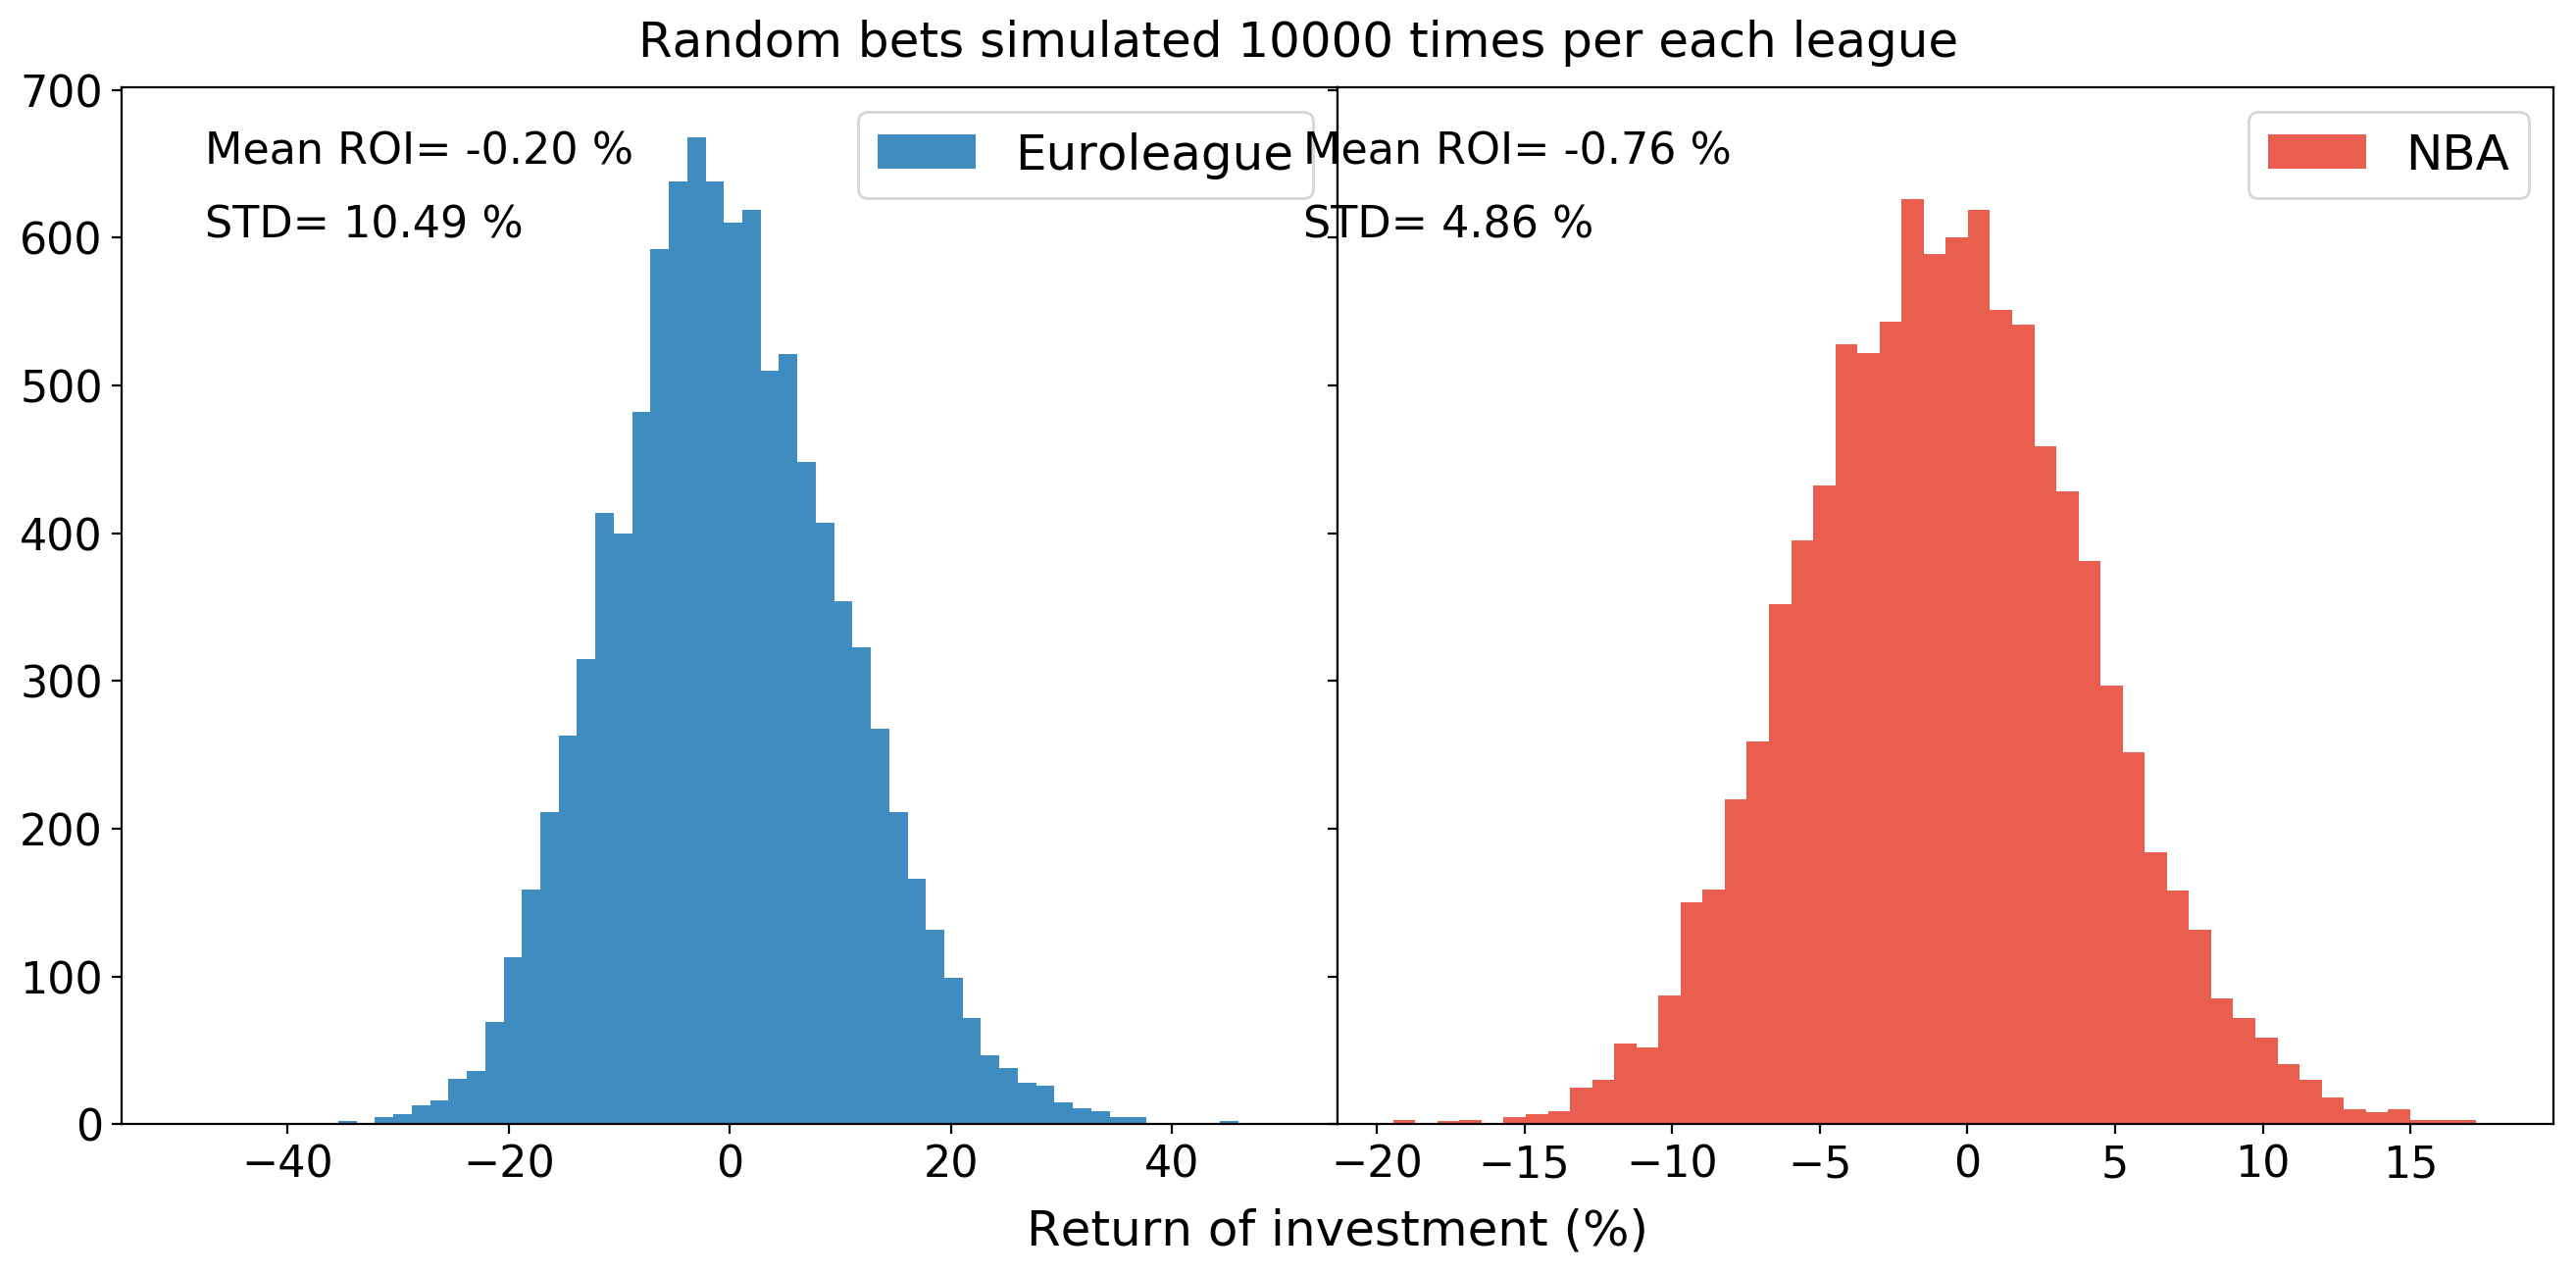 Random bets simulated 10000 times per each league
Mean ROI= -0.20 %
STD= 10.49 %
Euroleague
Mean ROI= -0.76 %
STD= 4.86 %
NBA
700
600
500
400
300
200
100
0
−40 −20 0 20 40
−20 −15 −10 −5 0 5 10 15
Return of investment (%)